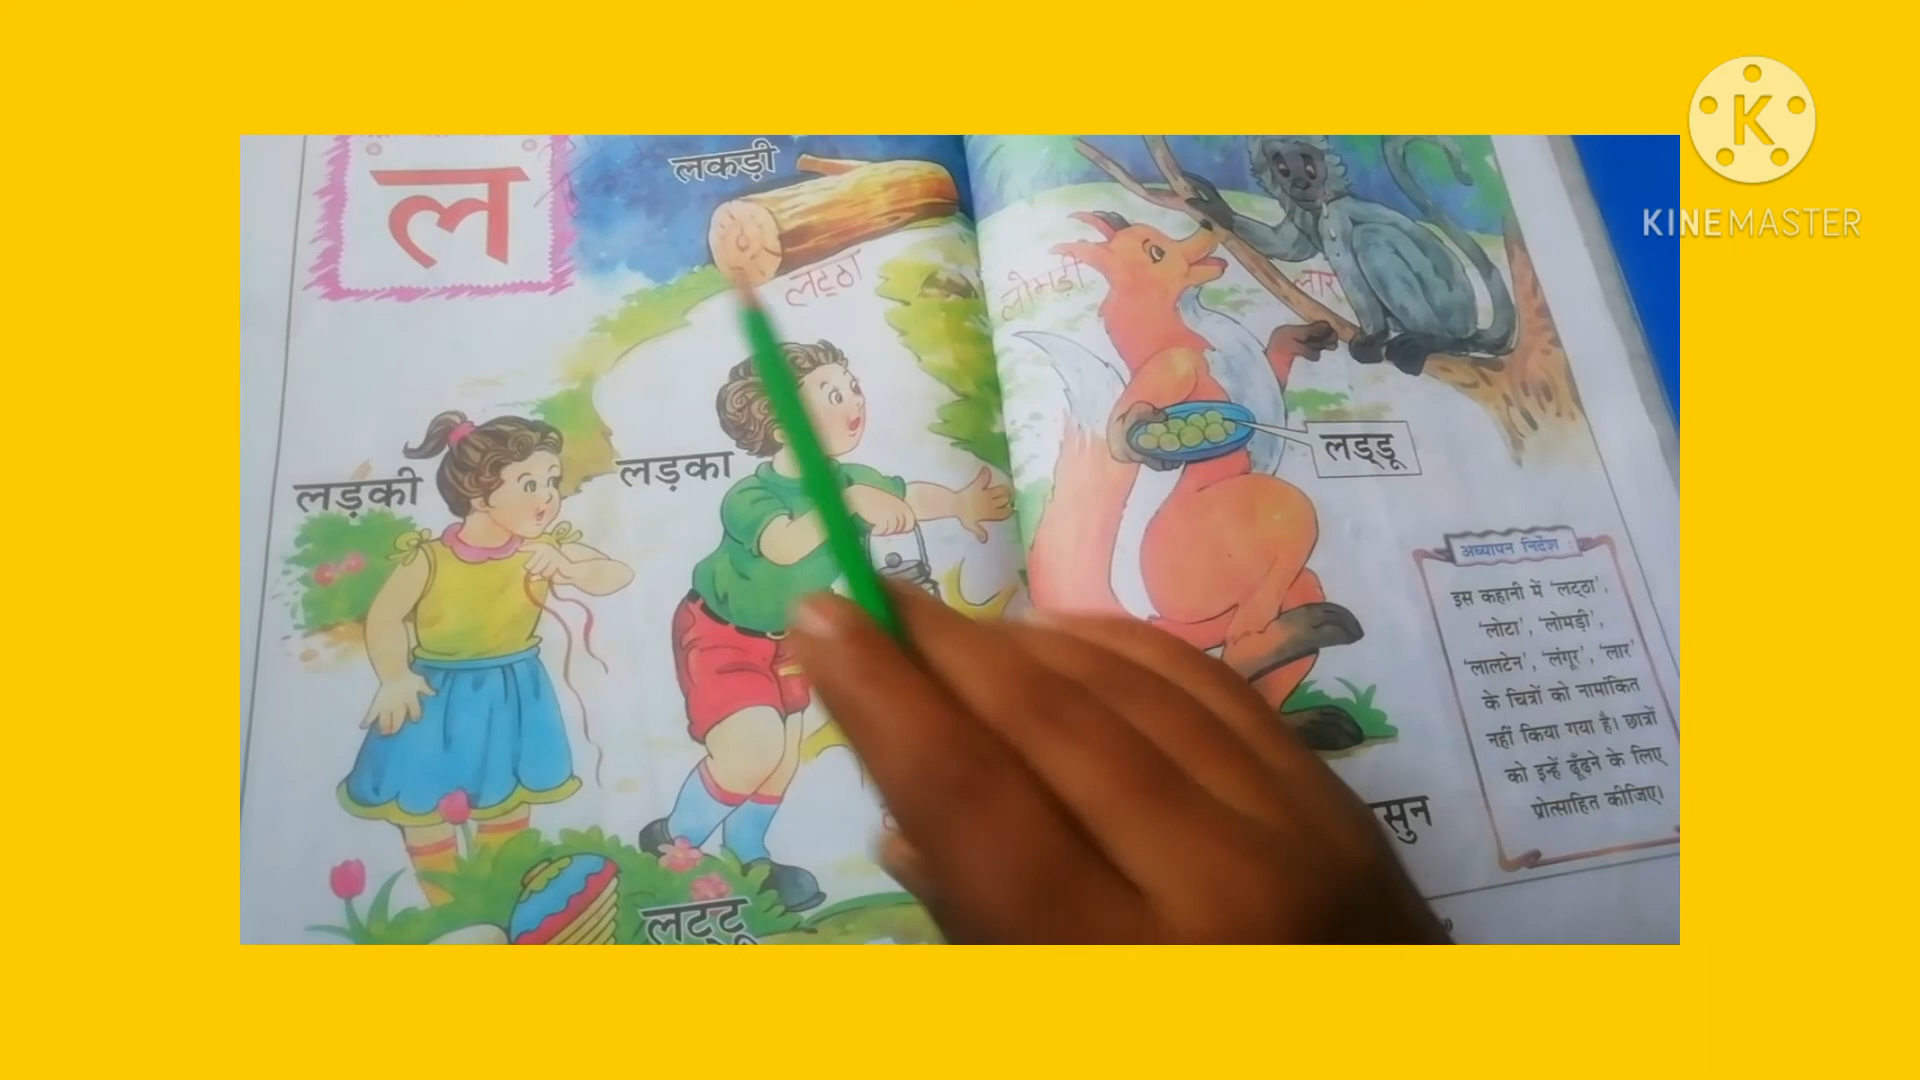 ल
लकड़ी
लट्ठा
लड़की
लड़का
लट्टू
लोमड़ी
लार
लड्डू
अध्यापन निर्देश :
इस कहानी में 'लट्ठा',
'लोटा', 'लोमड़ी',
'लालटेन', 'लंगूर', 'लार'
के चित्रों को नामांकित
नहीं किया गया है। छात्रों
को इन्हें ढूँढ़ने के लिए
प्रोत्साहित कीजिए।
K
KINEMASTER